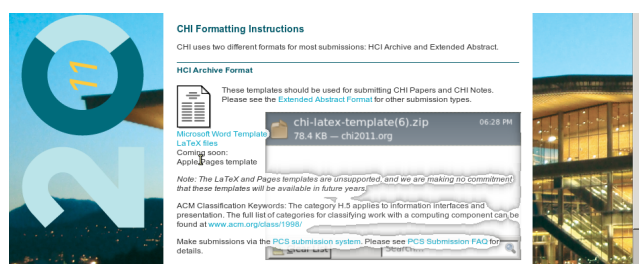 2011
CHI Formatting Instructions
CHI uses two different formats for most submissions: HCI Archive and Extended Abstract.
HCI Archive Format
These templates should be used for submitting CHI Papers and CHI Notes.
Please see the Extended Abstract Format for other submission types.
chi-latex-template(6).zip 06:28 PM
78.4 KB — chi2011.org
Microsoft Word Template
LaTeX files
Coming soon:
Apple Pages template
Note: The LaTeX and Pages templates are unsupported, and we are making no commitment
that these templates will be available in future years.
ACM Classification Keywords: The category H.5 applies to information interfaces and
presentation. The full list of categories for classifying work with a computing component can be
found at www.acm.org/class/1998/
Make submissions via the PCS submission system. Please see PCS Submission FAQ for
details.
Clear List Search...